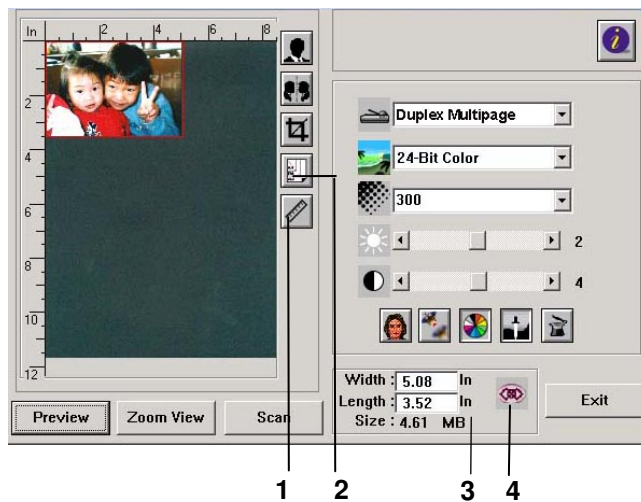 In
2
4
6
8
2
4
6
8
10
12
Duplex Multipage
24-Bit Color
300
2
4
Width : 5.08 In
Length : 3.52 In
Size : 4.61 MB
Preview
Zoom View
Scan
Exit
1
2
3
4